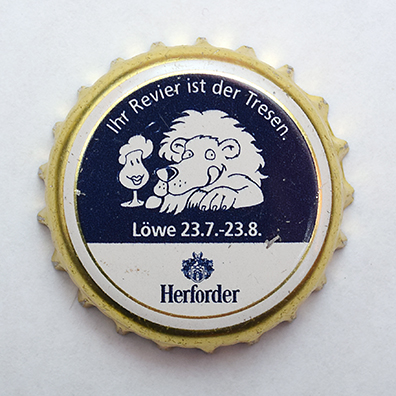 Ihr Revier ist der Tresen.
Löwe 23.7.-23.8.
Herforder